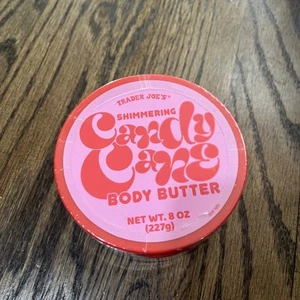 TRADER JOE'S
SHIMMERING
Candy
Cane
BODY BUTTER
NET WT. 8 OZ
(227g)